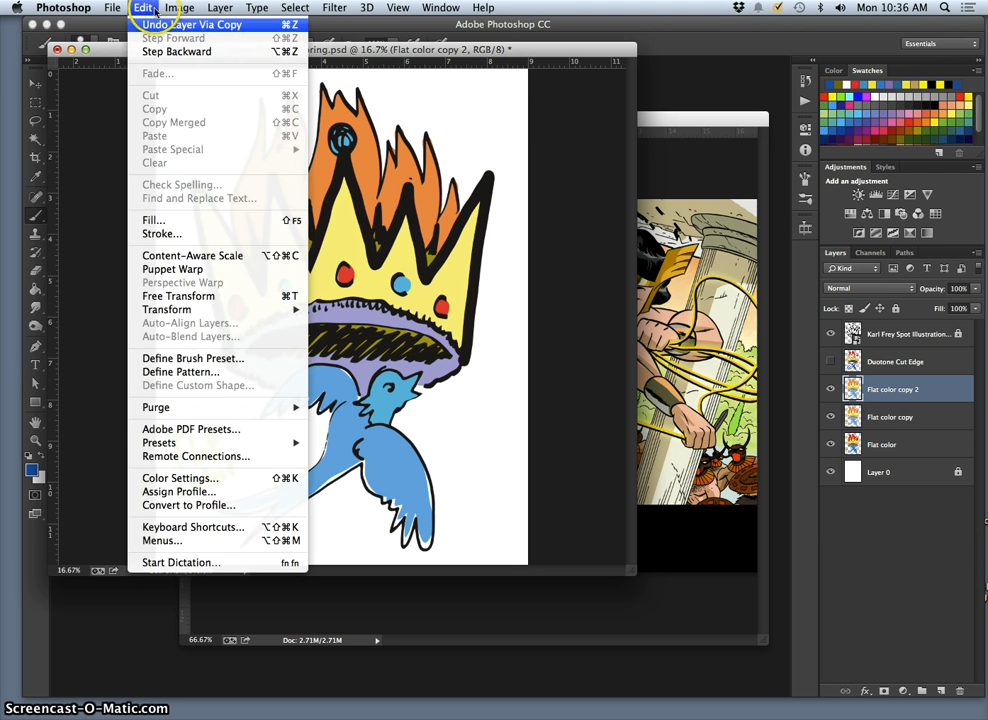 Photoshop File Edit Image Layer Type Select Filter 3D View Window Help
Mon 10:36 AM
Adobe Photoshop CC
Essentials
ring.psd @ 16.7% (Flat color copy 2, RGB/8) *
Undo Layer Via Copy ⌘Z
Step Forward ⇧⌘Z
Step Backward ⌥⌘Z
Fade... ⇧⌘F
Cut ⌘X
Copy ⌘C
Copy Merged ⇧⌘C
Paste ⌘V
Paste Special
Clear
Check Spelling...
Find and Replace Text...
Fill... ⇧F5
Stroke...
Content-Aware Scale ⌥⇧⌘C
Puppet Warp
Perspective Warp
Free Transform ⌘T
Transform
Auto-Align Layers...
Auto-Blend Layers...
Define Brush Preset...
Define Pattern...
Define Custom Shape...
Purge
Adobe PDF Presets...
Presets
Remote Connections...
Color Settings... ⇧⌘K
Assign Profile...
Convert to Profile...
Keyboard Shortcuts... ⌥⇧⌘K
Menus... ⌥⇧⌘M
Start Dictation... fn fn
16.67%
66.67% Doc: 2.71M/2.71M
Color Swatches
Adjustments Styles
Add an adjustment
Layers Channels Paths
Kind
Normal Opacity: 100%
Lock: Fill: 100%
Karl Frey Spot Illustration...
Duotone Cut Edge
Flat color copy 2
Flat color copy
Flat color
Layer 0
Screencast-O-Matic.com